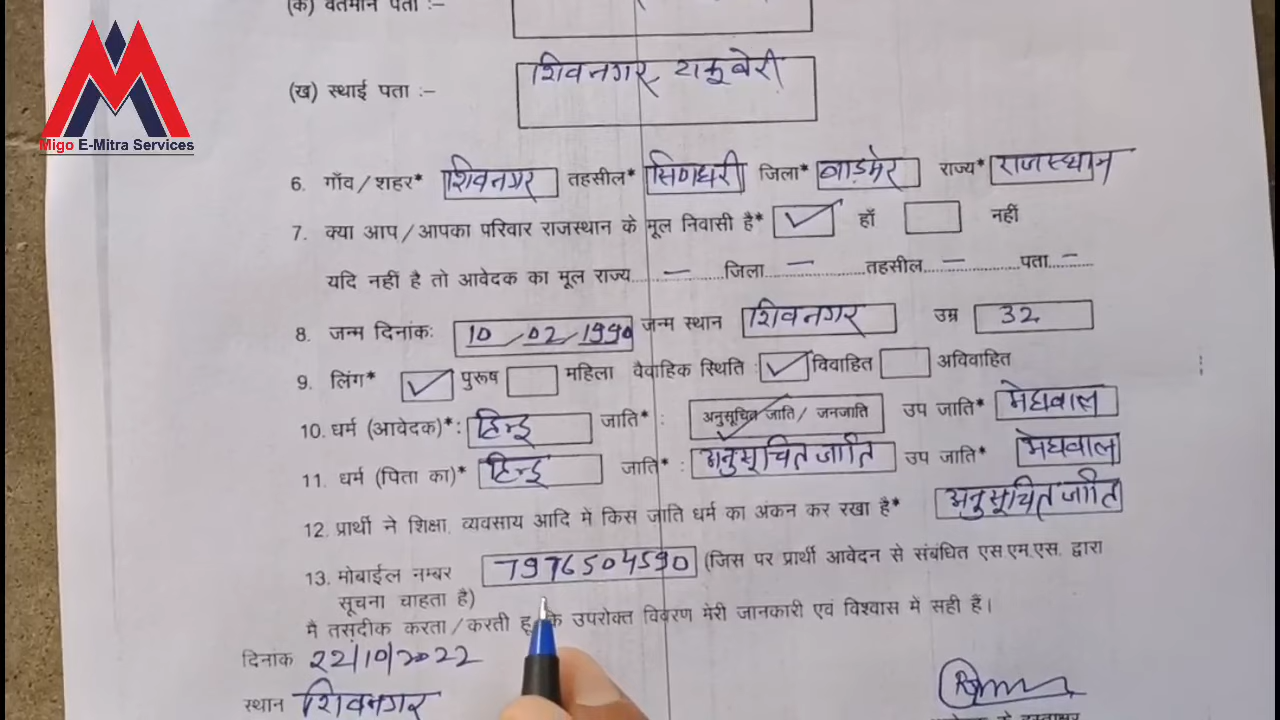 (क) वर्तमान पता :-
Migo E-Mitra Services
(ख) स्थाई पता :- शिवनगर, याकूबेरी
6. गाँव/शहर* शिवनगर तहसील* सिणधरी जिला* बाड़मेर राज्य* राजस्थान
7. क्या आप/आपका परिवार राजस्थान के मूल निवासी है* ✓ हाँ नहीं
यदि नहीं है तो आवेदक का मूल राज्य.... — ....जिला.... — ....तहसील.... — ....पता.. — ....
8. जन्म दिनांकः 10/02/1990 जन्म स्थान शिवनगर उम्र 32
9. लिंग* ✓ पुरूष महिला वैवाहिक स्थिति : ✓ विवाहित अविवाहित
10. धर्म (आवेदक)* : हिन्दू जाति* : अनुसूचित जाति/ जनजाति उप जाति* मेघवाल
11. धर्म (पिता का)* हिन्दू जाति* : अनुसूचित जाति उप जाति* मेघवाल
12. प्रार्थी ने शिक्षा, व्यवसाय आदि में किस जाति धर्म का अंकन कर रखा है* अनुसूचित जाति
13. मोबाईल नम्बर 7976504590 (जिस पर प्रार्थी आवेदन से संबंधित एस.एम.एस. द्वारा
सूचना चाहता है)
मैं तसदीक करता/करती हू कि उपरोक्त विवरण मेरी जानकारी एवं विश्वास में सही हैं।
दिनांक 22/10/2022
स्थान शिवनगर